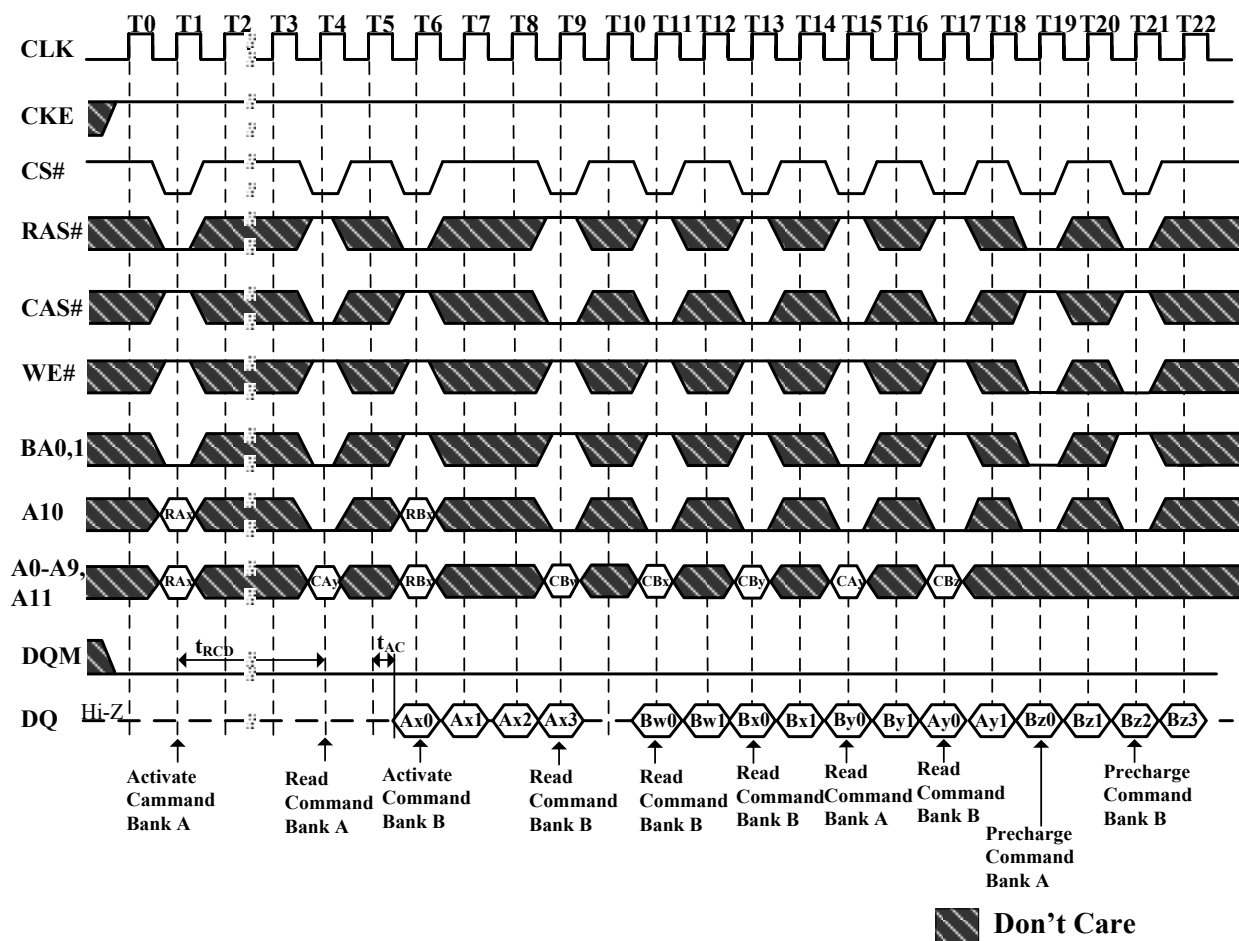 T0 T1 T2 T3 T4 T5 T6 T7 T8 T9 T10 T11 T12 T13 T14 T15 T16 T17 T18 T19 T20 T21 T22
CLK
CKE
CS#
RAS#
CAS#
WE#
BA0,1
A10 RAx RBx
A0-A9,
A11
RAx CAy RBx CBw CBx CBy CAy CBz
DQM
tRCD tAC
DQ Hi-Z Ax0 Ax1 Ax2 Ax3 Bw0 Bw1 Bx0 Bx1 By0 By1 Ay0 Ay1 Bz0 Bz1 Bz2 Bz3
Activate
Cammand
Bank A
Read
Command
Bank A
Activate
Command
Bank B
Read
Command
Bank B
Read
Command
Bank B
Read
Command
Bank B
Read
Command
Bank A
Read
Command
Bank B
Precharge
Command
Bank A
Precharge
Command
Bank B
Don't Care